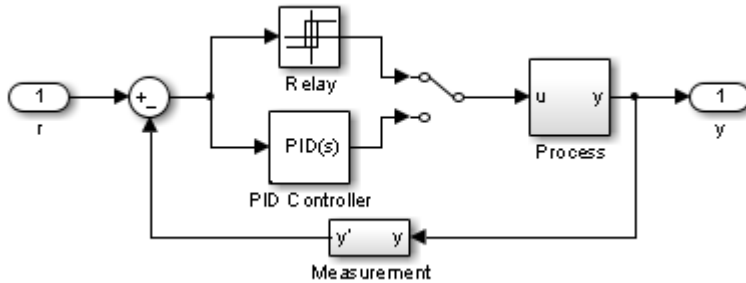 Relay
1
r
+
-
PID(s)
PID Controller
u y
Process
1
y
y' y
Measurement